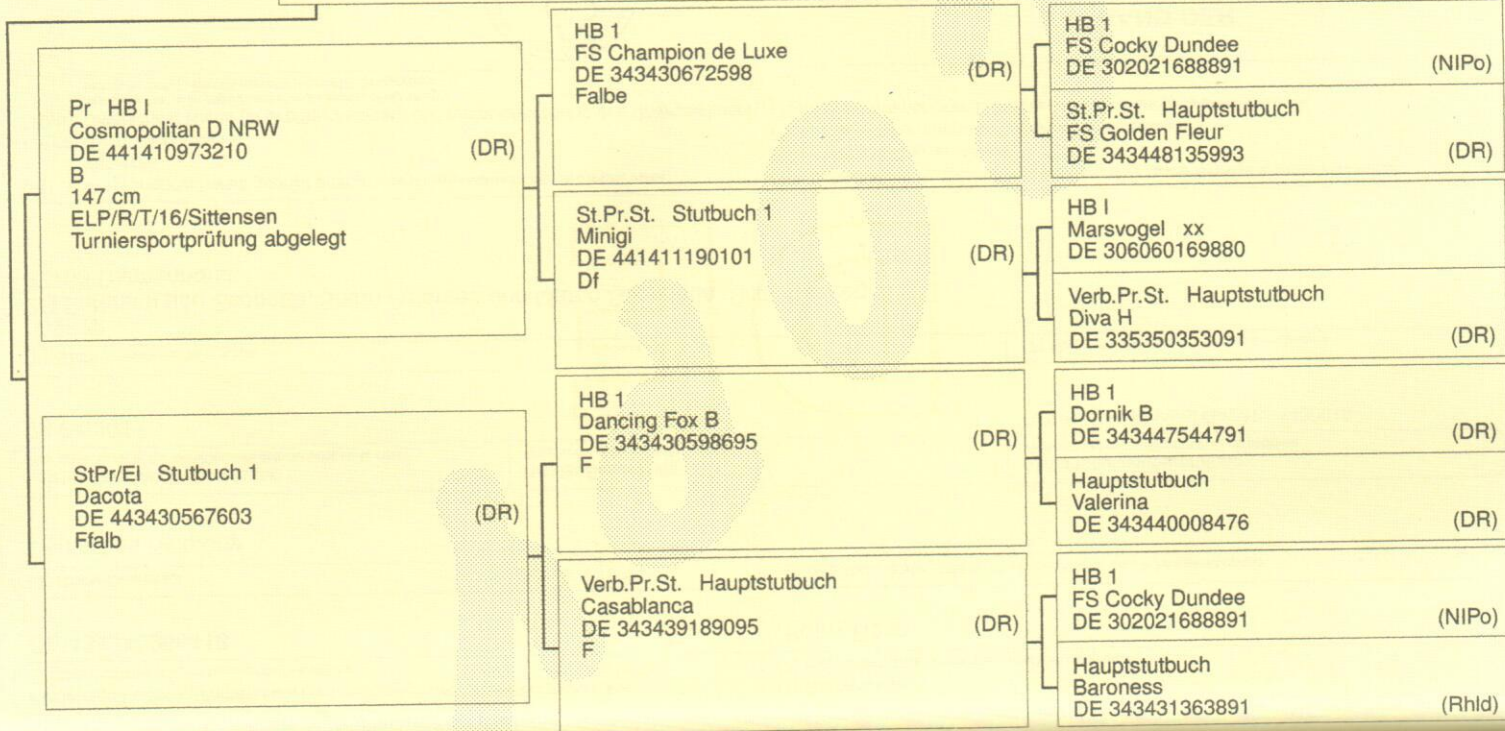 Pr HB I
Cosmopolitan D NRW
DE 441410973210 (DR)
B
147 cm
ELP/R/T/16/Sittensen
Turniersportprüfung abgelegt
StPr/El Stutbuch 1
Dacota
DE 443430567603 (DR)
Ffalb
HB 1
FS Champion de Luxe
DE 343430672598 (DR)
Falbe
St.Pr.St. Stutbuch 1
Minigi
DE 441411190101 (DR)
Df
HB 1
Dancing Fox B
DE 343430598695 (DR)
F
Verb.Pr.St. Hauptstutbuch
Casablanca
DE 343439189095 (DR)
F
HB 1
FS Cocky Dundee
DE 302021688891 (NIPo)
St.Pr.St. Hauptstutbuch
FS Golden Fleur
DE 343448135993 (DR)
HB I
Marsvogel xx
DE 306060169880
Verb.Pr.St. Hauptstutbuch
Diva H
DE 335350353091 (DR)
HB 1
Dornik B
DE 343447544791 (DR)
Hauptstutbuch
Valerina
DE 343440008476 (DR)
HB 1
FS Cocky Dundee
DE 302021688891 (NIPo)
Hauptstutbuch
Baroness
DE 343431363891 (Rhld)